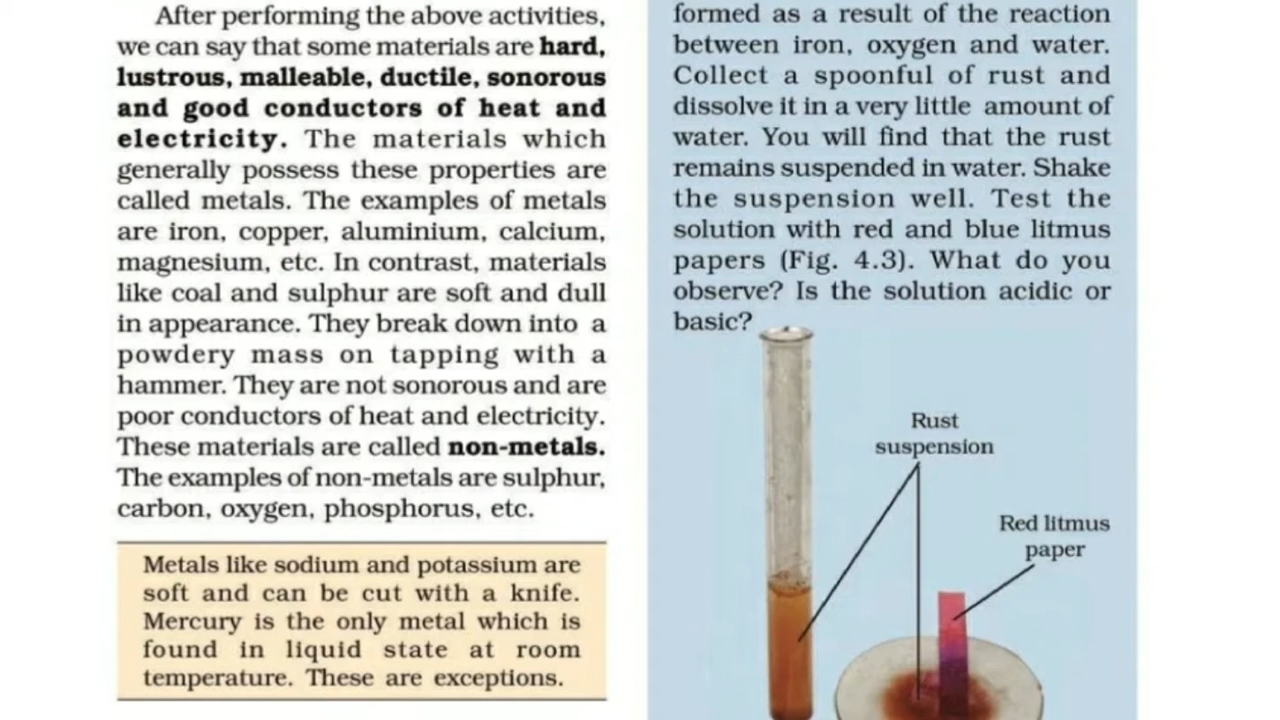 After performing the above activities,
we can say that some materials are hard,
lustrous, malleable, ductile, sonorous
and good conductors of heat and
electricity. The materials which
generally possess these properties are
called metals. The examples of metals
are iron, copper, aluminium, calcium,
magnesium, etc. In contrast, materials
like coal and sulphur are soft and dull
in appearance. They break down into a
powdery mass on tapping with a
hammer. They are not sonorous and are
poor conductors of heat and electricity.
These materials are called non-metals.
The examples of non-metals are sulphur,
carbon, oxygen, phosphorus, etc.
Metals like sodium and potassium are
soft and can be cut with a knife.
Mercury is the only metal which is
found in liquid state at room
temperature. These are exceptions.
formed as a result of the reaction
between iron, oxygen and water.
Collect a spoonful of rust and
dissolve it in a very little amount of
water. You will find that the rust
remains suspended in water. Shake
the suspension well. Test the
solution with red and blue litmus
papers (Fig. 4.3). What do you
observe? Is the solution acidic or
basic?
Rust
suspension
Red litmus
paper